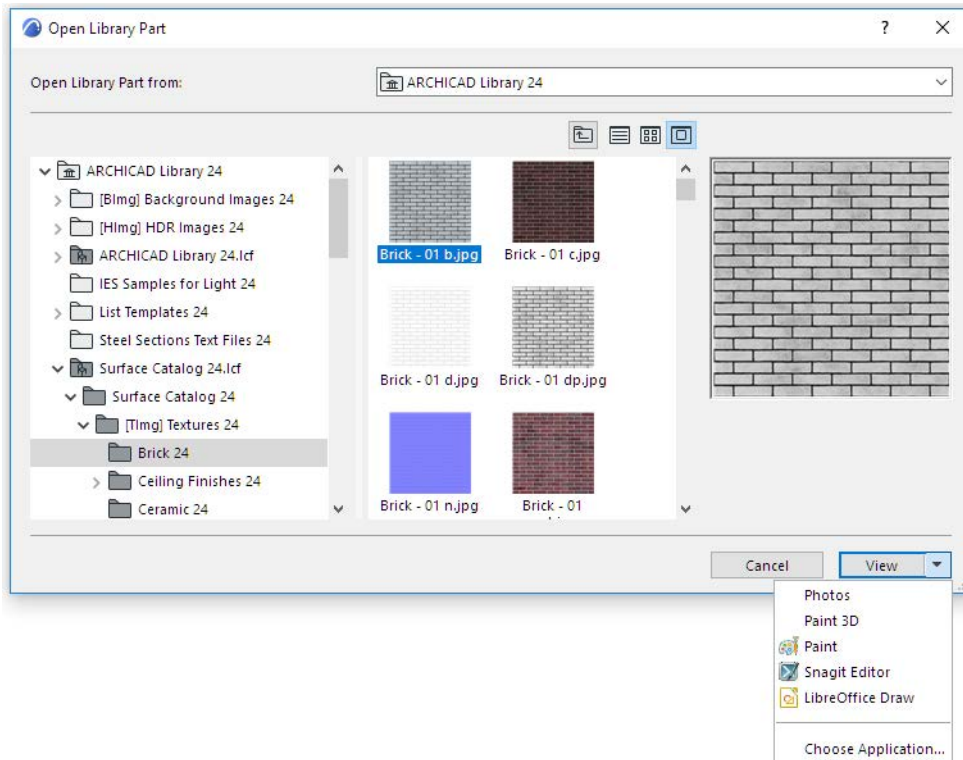 Open Library Part
?
Open Library Part from:
ARCHICAD Library 24
ARCHICAD Library 24
[BImg] Background Images 24
[HImg] HDR Images 24
ARCHICAD Library 24.lcf
IES Samples for Light 24
List Templates 24
Steel Sections Text Files 24
Surface Catalog 24.lcf
Surface Catalog 24
[TImg] Textures 24
Brick 24
Ceiling Finishes 24
Ceramic 24
Brick - 01 b.jpg
Brick - 01 c.jpg
Brick - 01 d.jpg
Brick - 01 dp.jpg
Brick - 01 n.jpg
Brick - 01
Cancel
View
Photos
Paint 3D
Paint
Snagit Editor
LibreOffice Draw
Choose Application...